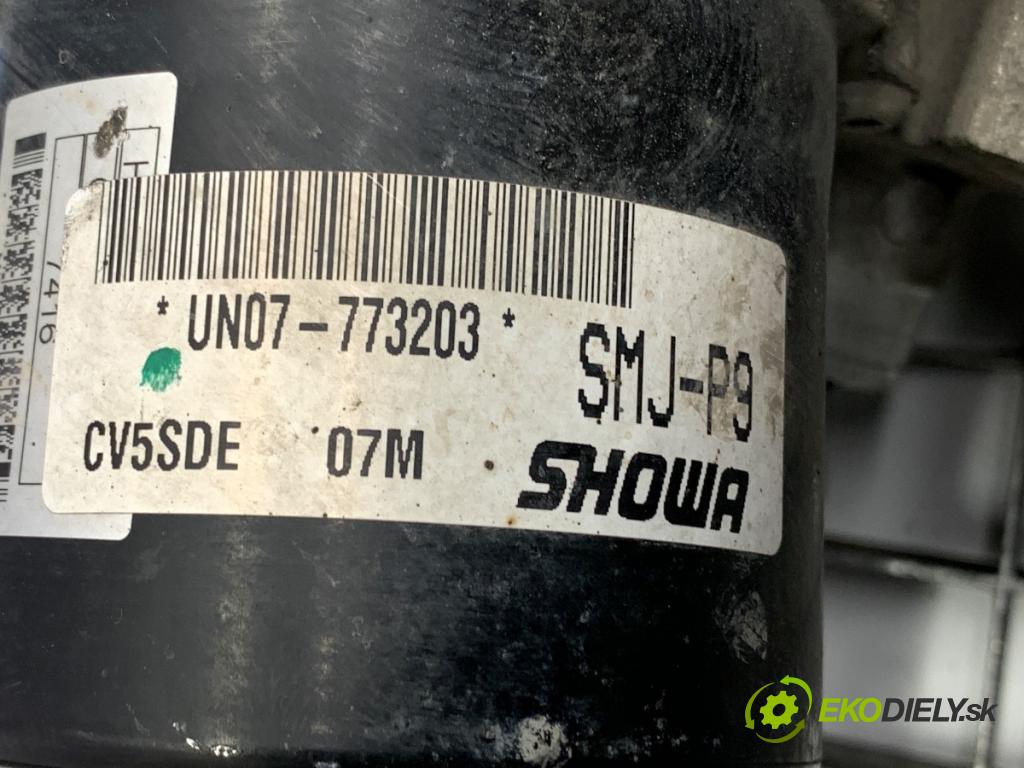 7416
*UN07-773203*
SMJ-P9
CV5SDE 07M
SHOWA
EKODIELY.sk